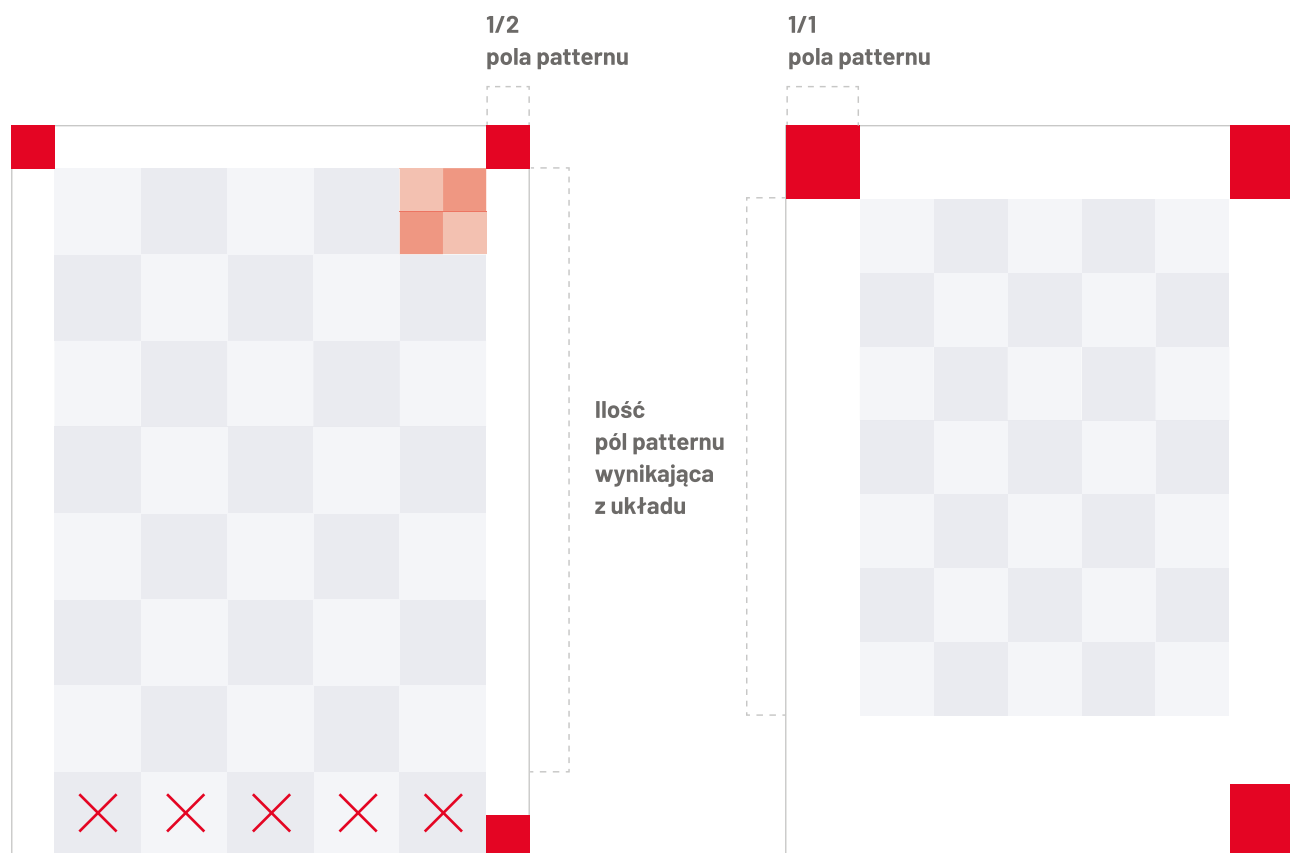 1/2
pola patternu
1/1
pola patternu
Ilość
pól patternu
wynikająca
z układu